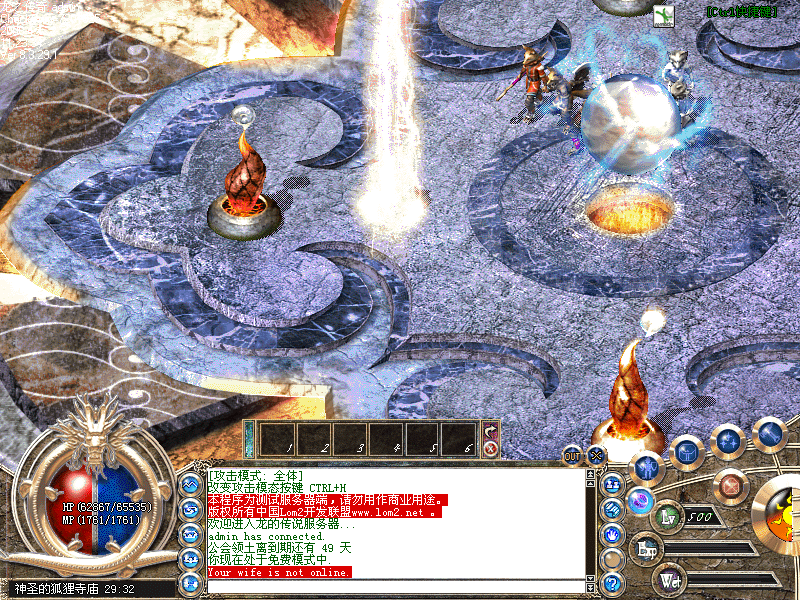 [Ctrl快捷键]
1 2 3 4 5 6
OUT
[攻击模式: 全体]
改变攻击模态按键 CTRL+H
本程序为测试服务器端，请勿用作商业用途。
版权所有中国Lom2开发联盟www.lom2.net 。
欢迎进入龙的传说服务器...
admin has connected.
公会领土离到期还有 49 天
你现在处于免费模式中.
Your wife is not online.
HP (62867/65535)
MP (1761/1761)
Lv 500
Exp
Wet
神圣的狐狸寺庙 29:32